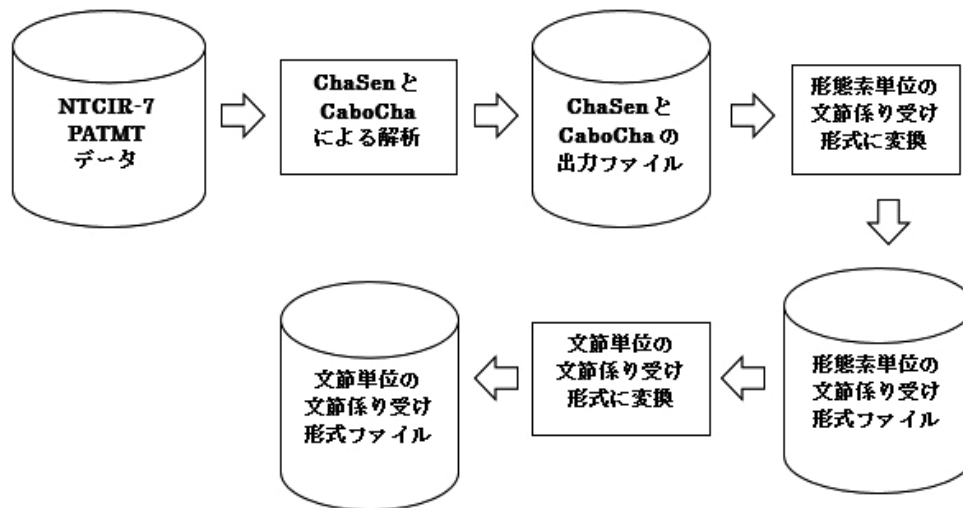 NTCIR-7
PATMT
データ
ChaSenと
CaboCha
による解析
ChaSenと
CaboChaの
出力ファイル
形態素単位の
文節係り受け
形式に変換
形態素単位の
文節係り受け
形式ファイル
文節単位の
文節係り受け
形式に変換
文節単位の
文節係り受け
形式ファイル